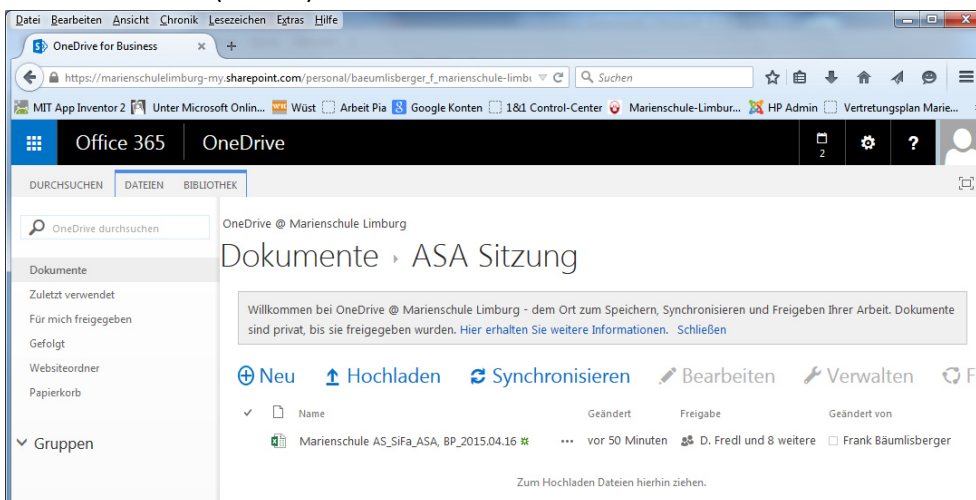 Datei Bearbeiten Ansicht Chronik Lesezeichen Extras Hilfe
OneDrive for Business × +
https://marienschulelimburg-my.sharepoint.com/personal/baeumlisberger_f_marienschule-limbu Suchen
MIT App Inventor 2 Unter Microsoft Onlin... Wüst Arbeit Pia Google Konten 1&1 Control-Center Marienschule-Limbur... HP Admin Vertretungsplan Marie...
Office 365 OneDrive 2 ?
DURCHSUCHEN DATEIEN BIBLIOTHEK
OneDrive durchsuchen
Dokumente
Zuletzt verwendet
Für mich freigegeben
Gefolgt
Websiteordner
Papierkorb
Gruppen
OneDrive @ Marienschule Limburg
Dokumente › ASA Sitzung
Willkommen bei OneDrive @ Marienschule Limburg - dem Ort zum Speichern, Synchronisieren und Freigeben Ihrer Arbeit. Dokumente
sind privat, bis sie freigegeben wurden. Hier erhalten Sie weitere Informationen. Schließen
Neu Hochladen Synchronisieren Bearbeiten Verwalten F
Name Geändert Freigabe Geändert von
Marienschule AS_SiFa_ASA, BP_2015.04.16 ... vor 50 Minuten D. Fredl und 8 weitere Frank Bäumlisberger
Zum Hochladen Dateien hierhin ziehen.